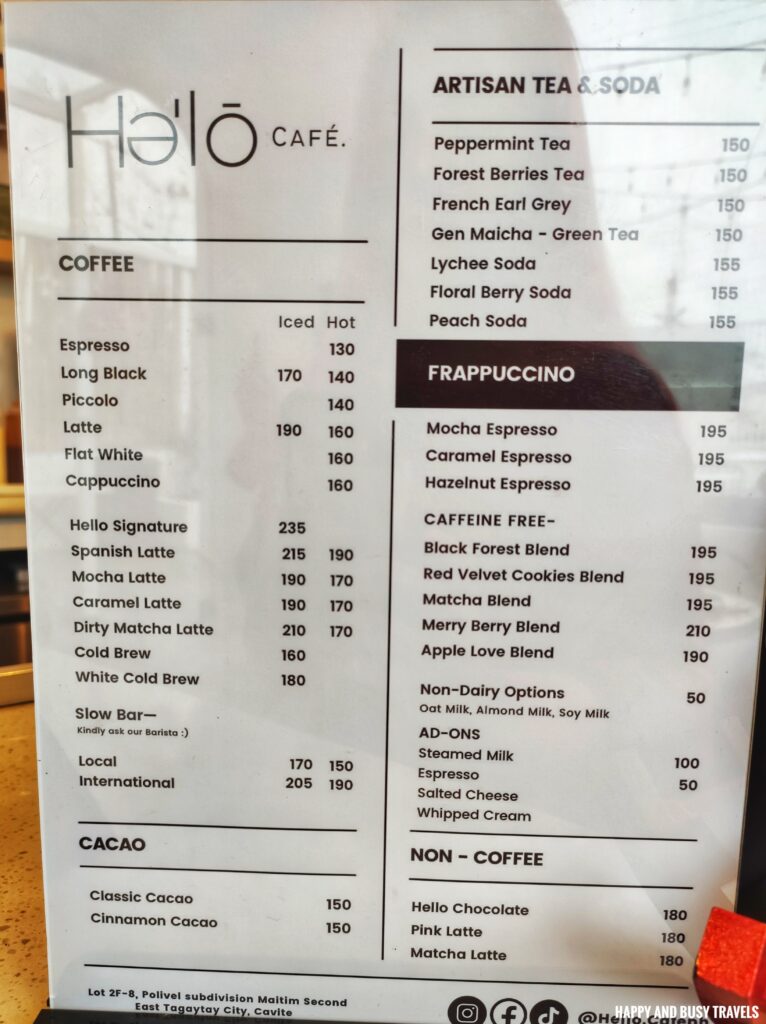 Hə'lō CAFÉ.
COFFEE
Iced Hot
Espresso 130
Long Black 170 140
Piccolo 140
Latte 190 160
Flat White 160
Cappuccino 160
Hello Signature 235
Spanish Latte 215 190
Mocha Latte 190 170
Caramel Latte 190 170
Dirty Matcha Latte 210 170
Cold Brew 160
White Cold Brew 180
Slow Bar—
Kindly ask our Barista :)
Local 170 150
International 205 190
CACAO
Classic Cacao 150
Cinnamon Cacao 150
ARTISAN TEA & SODA
Peppermint Tea 150
Forest Berries Tea 150
French Earl Grey 150
Gen Maicha - Green Tea 150
Lychee Soda 155
Floral Berry Soda 155
Peach Soda 155
FRAPPUCCINO
Mocha Espresso 195
Caramel Espresso 195
Hazelnut Espresso 195
CAFFEINE FREE-
Black Forest Blend 195
Red Velvet Cookies Blend 195
Matcha Blend 195
Merry Berry Blend 210
Apple Love Blend 190
Non-Dairy Options 50
Oat Milk, Almond Milk, Soy Milk
AD-ONS
Steamed Milk 100
Espresso 50
Salted Cheese
Whipped Cream
NON - COFFEE
Hello Chocolate 180
Pink Latte 180
Matcha Latte 180
Lot 2F-8, Polivel subdivision Maitim Second
East Tagaytay City, Cavite
HAPPY AND BUSY TRAVELS